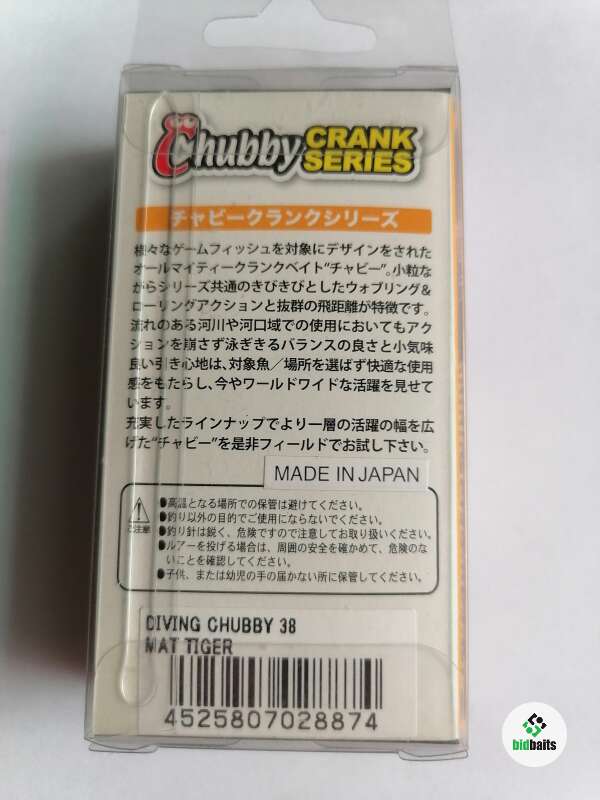 Chubby CRANK SERIES
チャビークランクシリーズ
様々なゲームフィッシュを対象にデザインをされた
オールマイティークランクベイト“チャビー”。小粒な
がらシリーズ共通のきびきびとしたウォブリング&
ローリングアクションと抜群の飛距離が特徴です。
流れのある河川や河口域での使用においてもアク
ションを崩さず泳ぎきるバランスの良さと小気味
良い引き心地は、対象魚／場所を選ばず快適な使用
感をもたらし、今やワールドワイドな活躍を見せて
います。
充実したラインナップでより一層の活躍の幅を広
げた“チャビー”を是非フィールドでお試し下さい。
MADE IN JAPAN
ご注意
●高温となる場所での保管は避けてください。
●釣り以外の目的でご使用にならないでください。
●釣り針は鋭く、危険ですので注意してお取り扱いください。
●ルアーを投げる場合は、周囲の安全を確かめて、危険のな
いことを確認してください。
●子供、または幼児の手の届かない所に保管してください。
DIVING CHUBBY 38
MAT TIGER
4525807028874
bidbaits